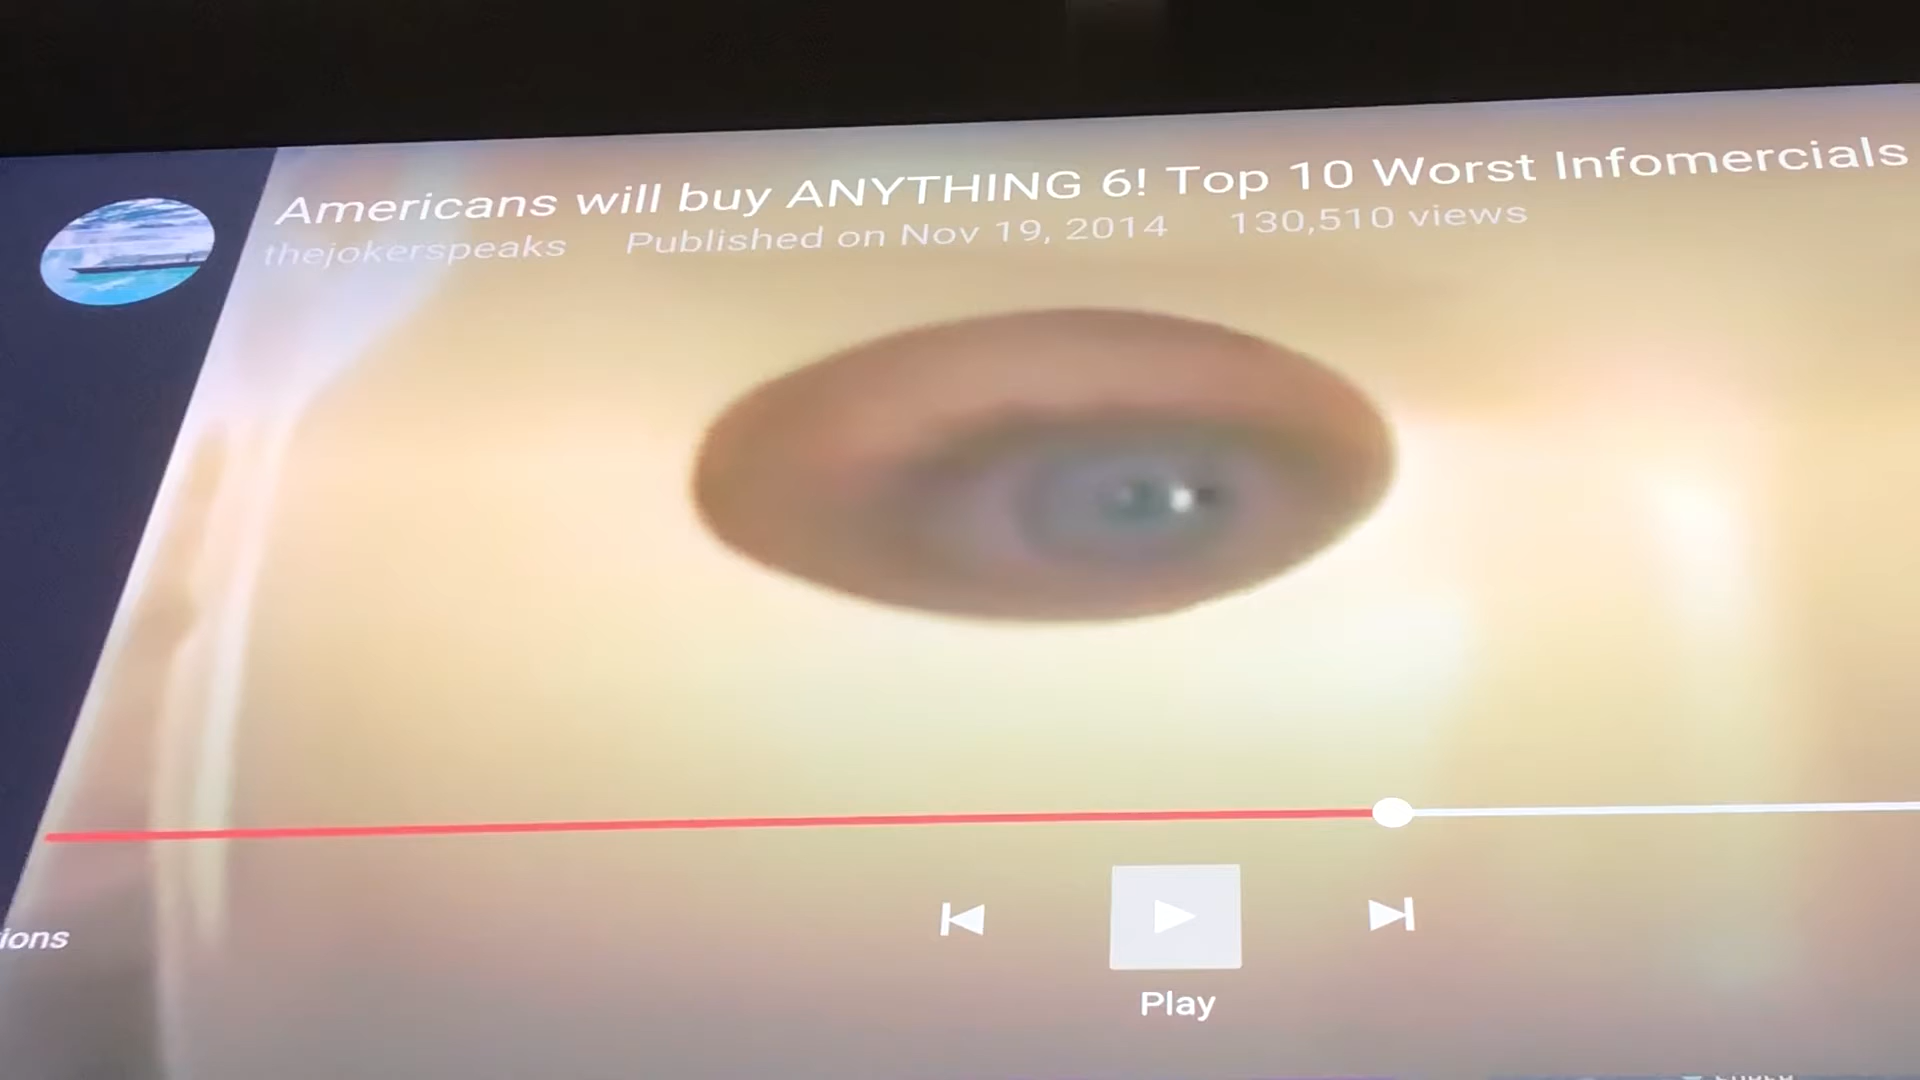 Americans will buy ANYTHING 6! Top 10 Worst Infomercials
thejokerspeaks Published on Nov 19, 2014 130,510 views
ions
Play